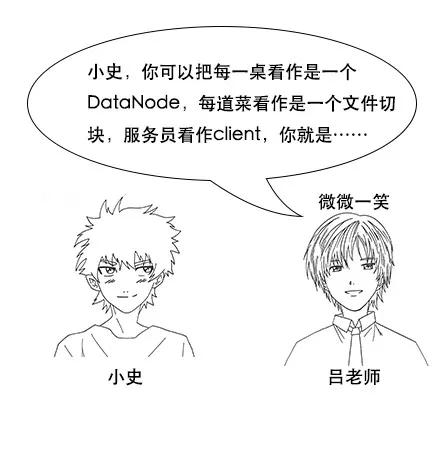 小史，你可以把每一桌看作是一个
DataNode，每道菜看作是一个文件切
块，服务员看作client，你就是……
微微一笑
小史
吕老师